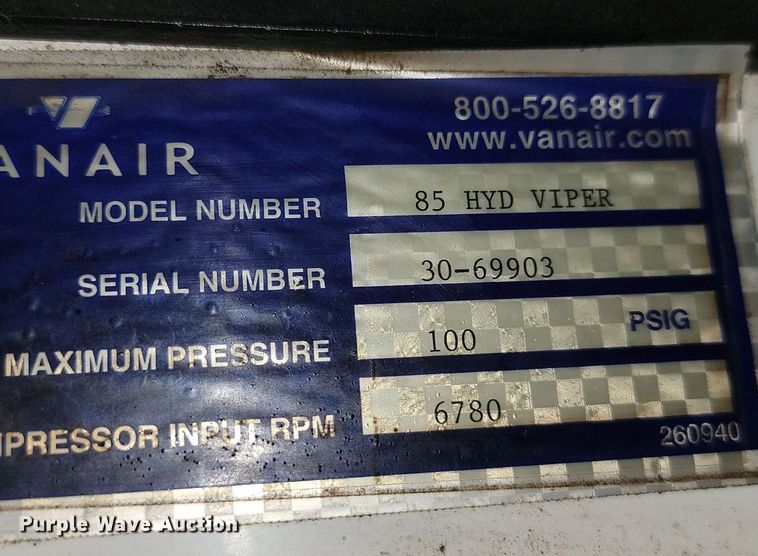 ANAIR
800-526-8817
www.vanair.com
MODEL NUMBER 85 HYD VIPER
SERIAL NUMBER 30-69903
MAXIMUM PRESSURE 100 PSIG
MPRESSOR INPUT RPM 6780
260940
Purple Wave Auction